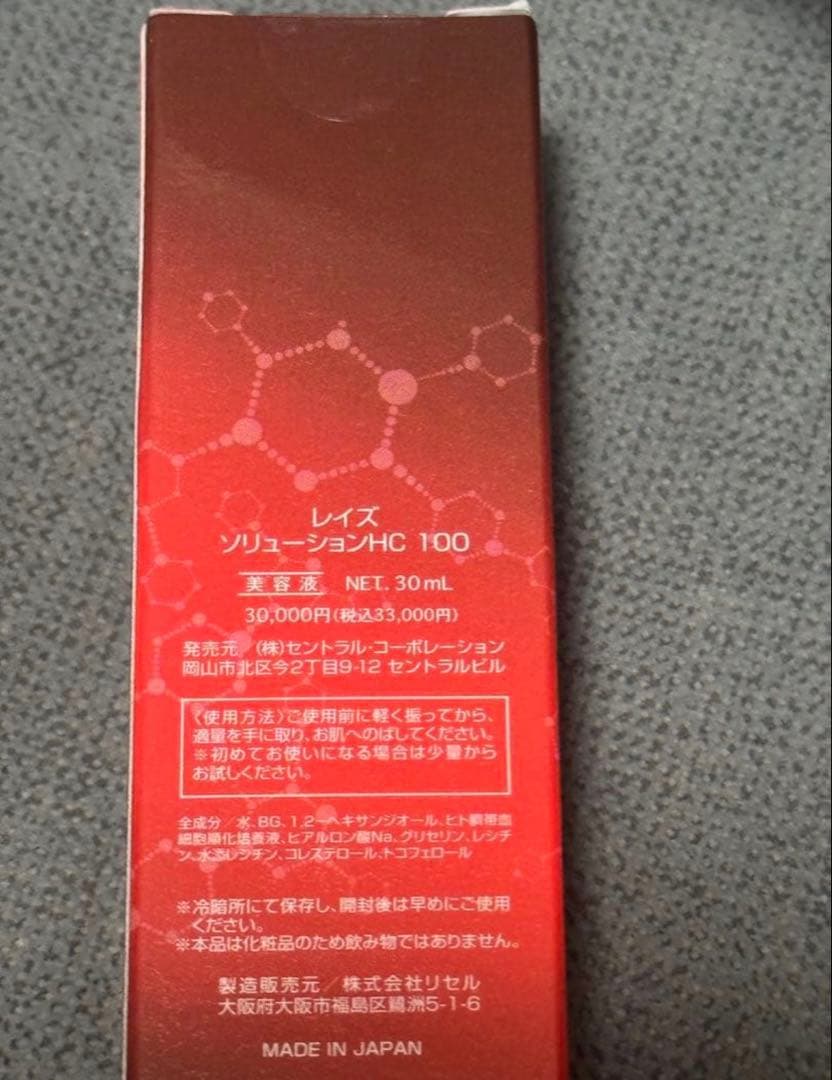 レイズ
ソリューションHC 100
美容液 NET. 30mL
30,000円(税込33,000円)
発売元 (株)セントラル・コーポレーション
岡山市北区今2丁目9-12 セントラルビル
〈使用方法〉ご使用前に軽く振ってから、
適量を手に取り、お肌へのばしてください。
※初めてお使いになる場合は少量から
お試しください。
全成分／水、BG、1,2-ヘキサンジオール、ヒト臍帯血
細胞順化培養液、ヒアルロン酸Na、グリセリン、レシチ
ン、水添レシチン、コレステロール、トコフェロール
※冷暗所にて保存し、開封後は早めにご使用
ください。
※本品は化粧品のため飲み物ではありません。
製造販売元／株式会社リセル
大阪府大阪市福島区鷺洲5-1-6
MADE IN JAPAN